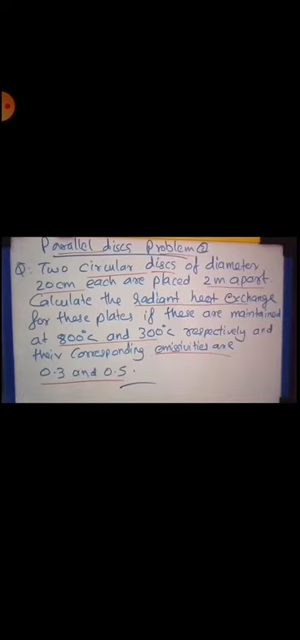 Parallel discs Problem ②
Q: Two circular discs of diameter
20cm each are placed 2m apart.
Calculate the radiant heat exchange
for these plates if these are maintained
at 800°c and 300°c respectively and
their corresponding emissivities are
0.3 and 0.5.